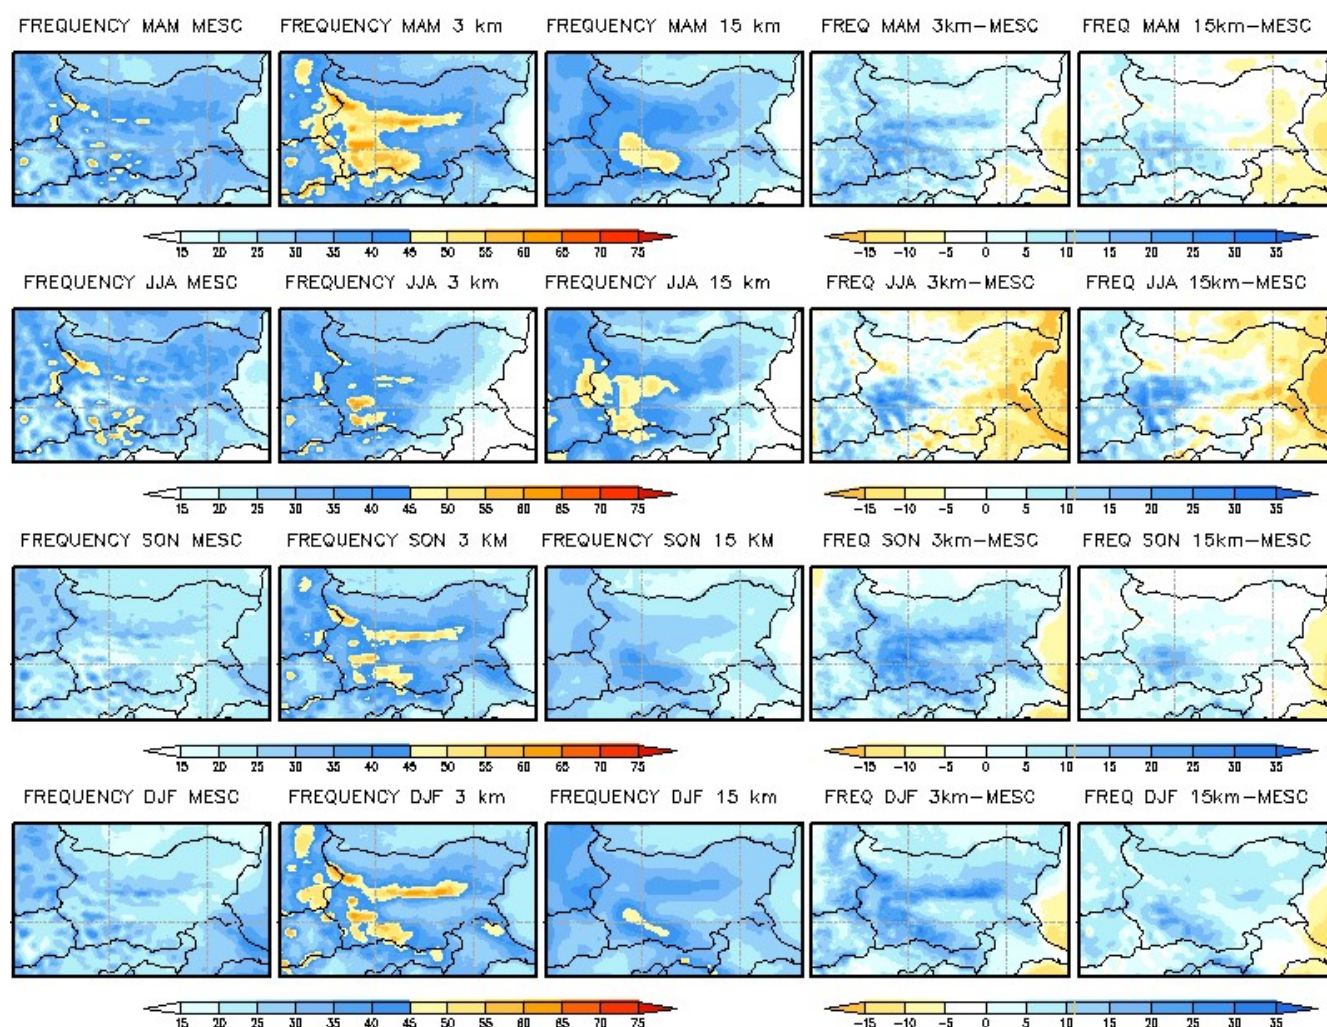 FREQUENCY MAM MESC FREQUENCY MAM 3 km FREQUENCY MAM 15 km FREQ MAM 3km-MESC FREQ MAM 15km-MESC
15 20 25 30 35 40 45 50 55 60 65 70 75 -15 -10 -5 0 5 10 15 20 25 30 35
FREQUENCY JJA MESC FREQUENCY JJA 3 km FREQUENCY JJA 15 km FREQ JJA 3km-MESC FREQ JJA 15km-MESC
15 20 25 30 35 40 45 50 55 60 65 70 75 -15 -10 -5 0 5 10 15 20 25 30 35
FREQUENCY SON MESC FREQUENCY SON 3 KM FREQUENCY SON 15 KM FREQ SON 3km-MESC FREQ SON 15km-MESC
15 20 25 30 35 40 45 50 55 60 65 70 75 -15 -10 -5 0 5 10 15 20 25 30 35
FREQUENCY DJF MESC FREQUENCY DJF 3 km FREQUENCY DJF 15 km FREQ DJF 3km-MESC FREQ DJF 15km-MESC
15 20 25 30 35 40 45 50 55 60 65 70 75 -15 -10 -5 0 5 10 15 20 25 30 35